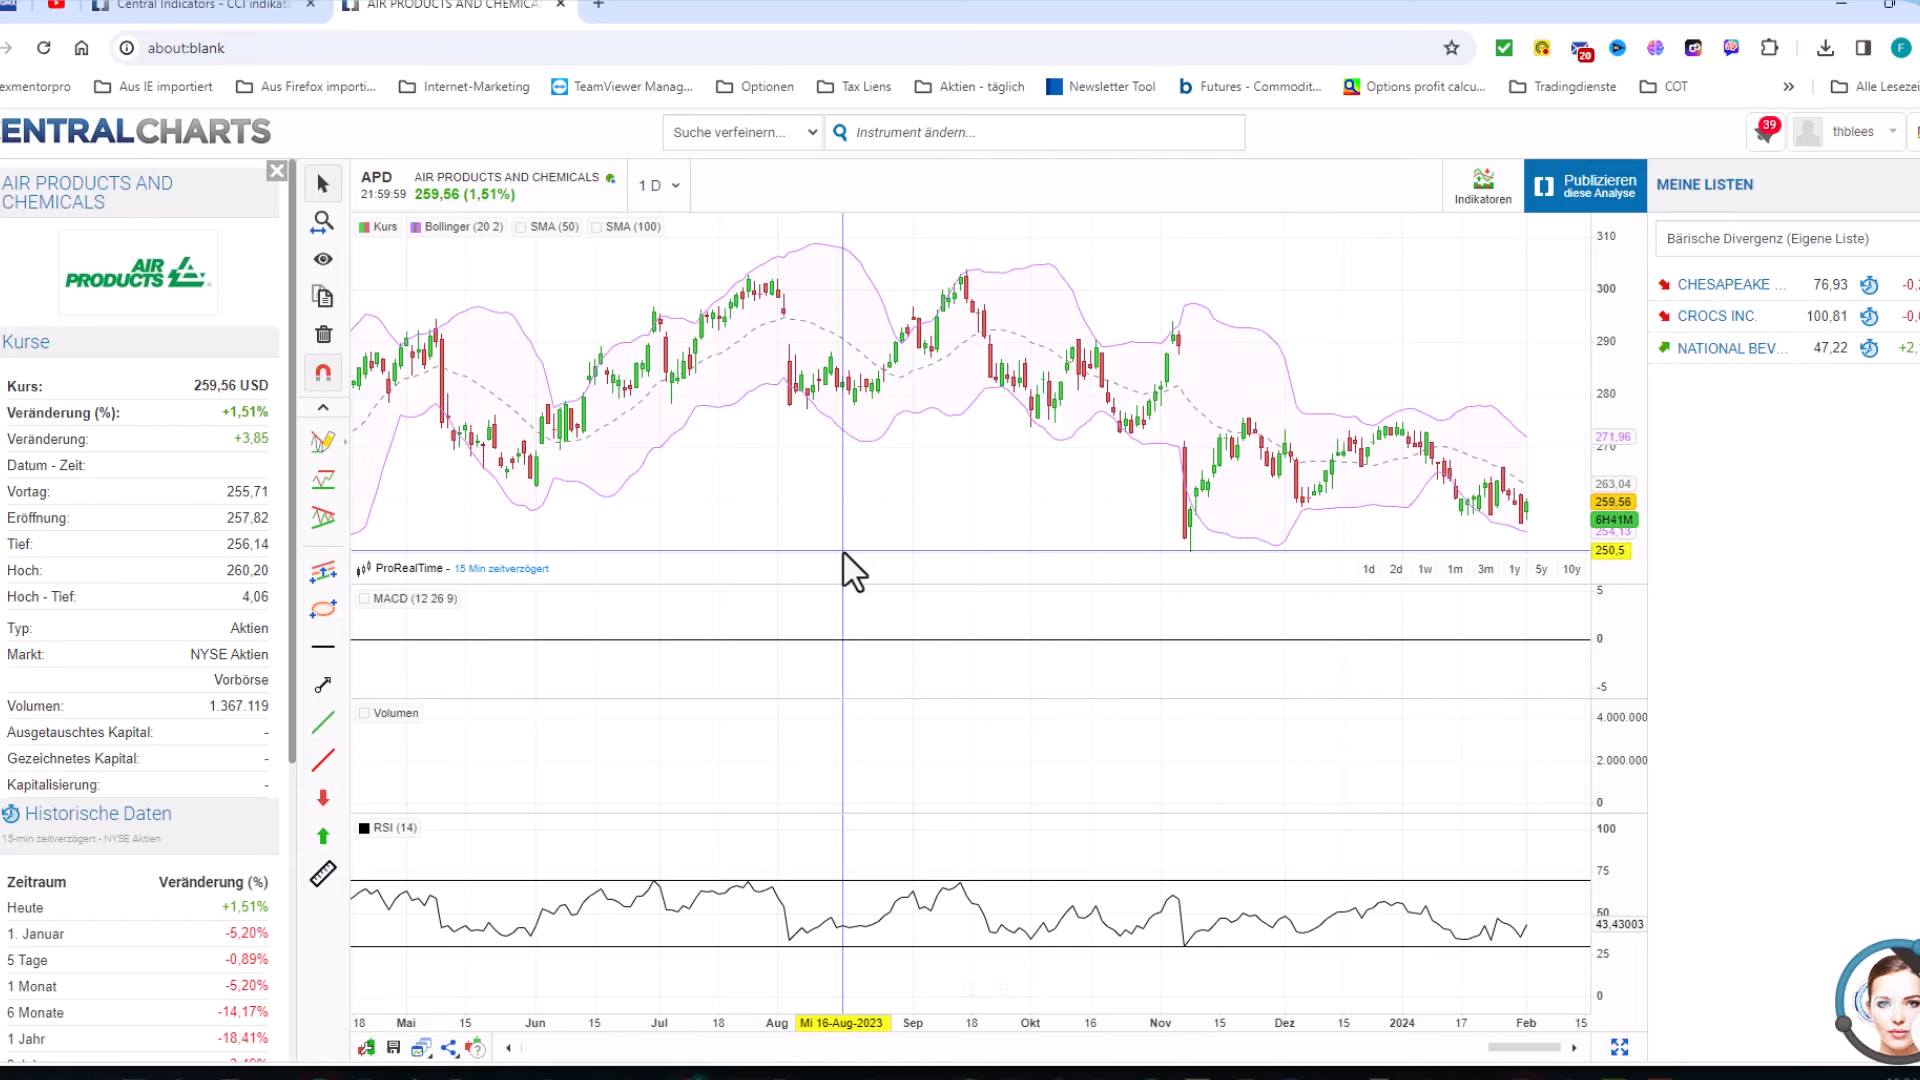 Central Indicators - CCI indikat
AIR PRODUCTS AND CHEMICA
about:blank
20
exmentorpro
Aus IE importiert
Aus Firefox importi...
Internet-Marketing
TeamViewer Manag...
Optionen
Tax Liens
Aktien - täglich
Newsletter Tool
Futures - Commodit...
Options profit calcu...
Tradingdienste
COT
»
Alle Lesezei
ENTRALCHARTS
Suche verfeinern...
Instrument ändern...
39
thblees
AIR PRODUCTS AND
CHEMICALS
AIR
PRODUCTS
Kurse
Kurs: 259,56 USD
Veränderung (%): +1,51%
Veränderung: +3,85
Datum - Zeit:
Vortag: 255,71
Eröffnung: 257,82
Tief: 256,14
Hoch: 260,20
Hoch - Tief: 4,06
Typ: Aktien
Markt: NYSE Aktien
Vorbörse
Volumen: 1.367.119
Ausgetauschtes Kapital: -
Gezeichnetes Kapital: -
Kapitalisierung: -
Historische Daten
15-min zeitverzögert - NYSE Aktien
Zeitraum Veränderung (%)
Heute +1,51%
1. Januar -5,20%
5 Tage -0,89%
1 Monat -5,20%
6 Monate -14,17%
1 Jahr -18,41%
APD AIR PRODUCTS AND CHEMICALS
21:59:59 259,56 (1,51%)
1 D
Indikatoren
Publizieren
diese Analyse
Kurs
Bollinger (20 2)
SMA (50)
SMA (100)
310
300
290
280
271,96
270
263,04
259,56
6H41M
254,13
250,5
ProRealTime - 15 Min zeitverzögert
1d 2d 1w 1m 3m 1y 5y 10y
MACD (12 26 9)
5
0
-5
Volumen
4.000.000
2.000.000
0
RSI (14)
100
75
50
43,43003
25
0
18 Mai 15 Jun 15 Jul 18 Aug Mi 16-Aug-2023 Sep 18 Okt 16 Nov 15 Dez 15 2024 17 Feb 15
MEINE LISTEN
Bärische Divergenz (Eigene Liste)
CHESAPEAKE ... 76,93
CROCS INC. 100,81
NATIONAL BEV... 47,22